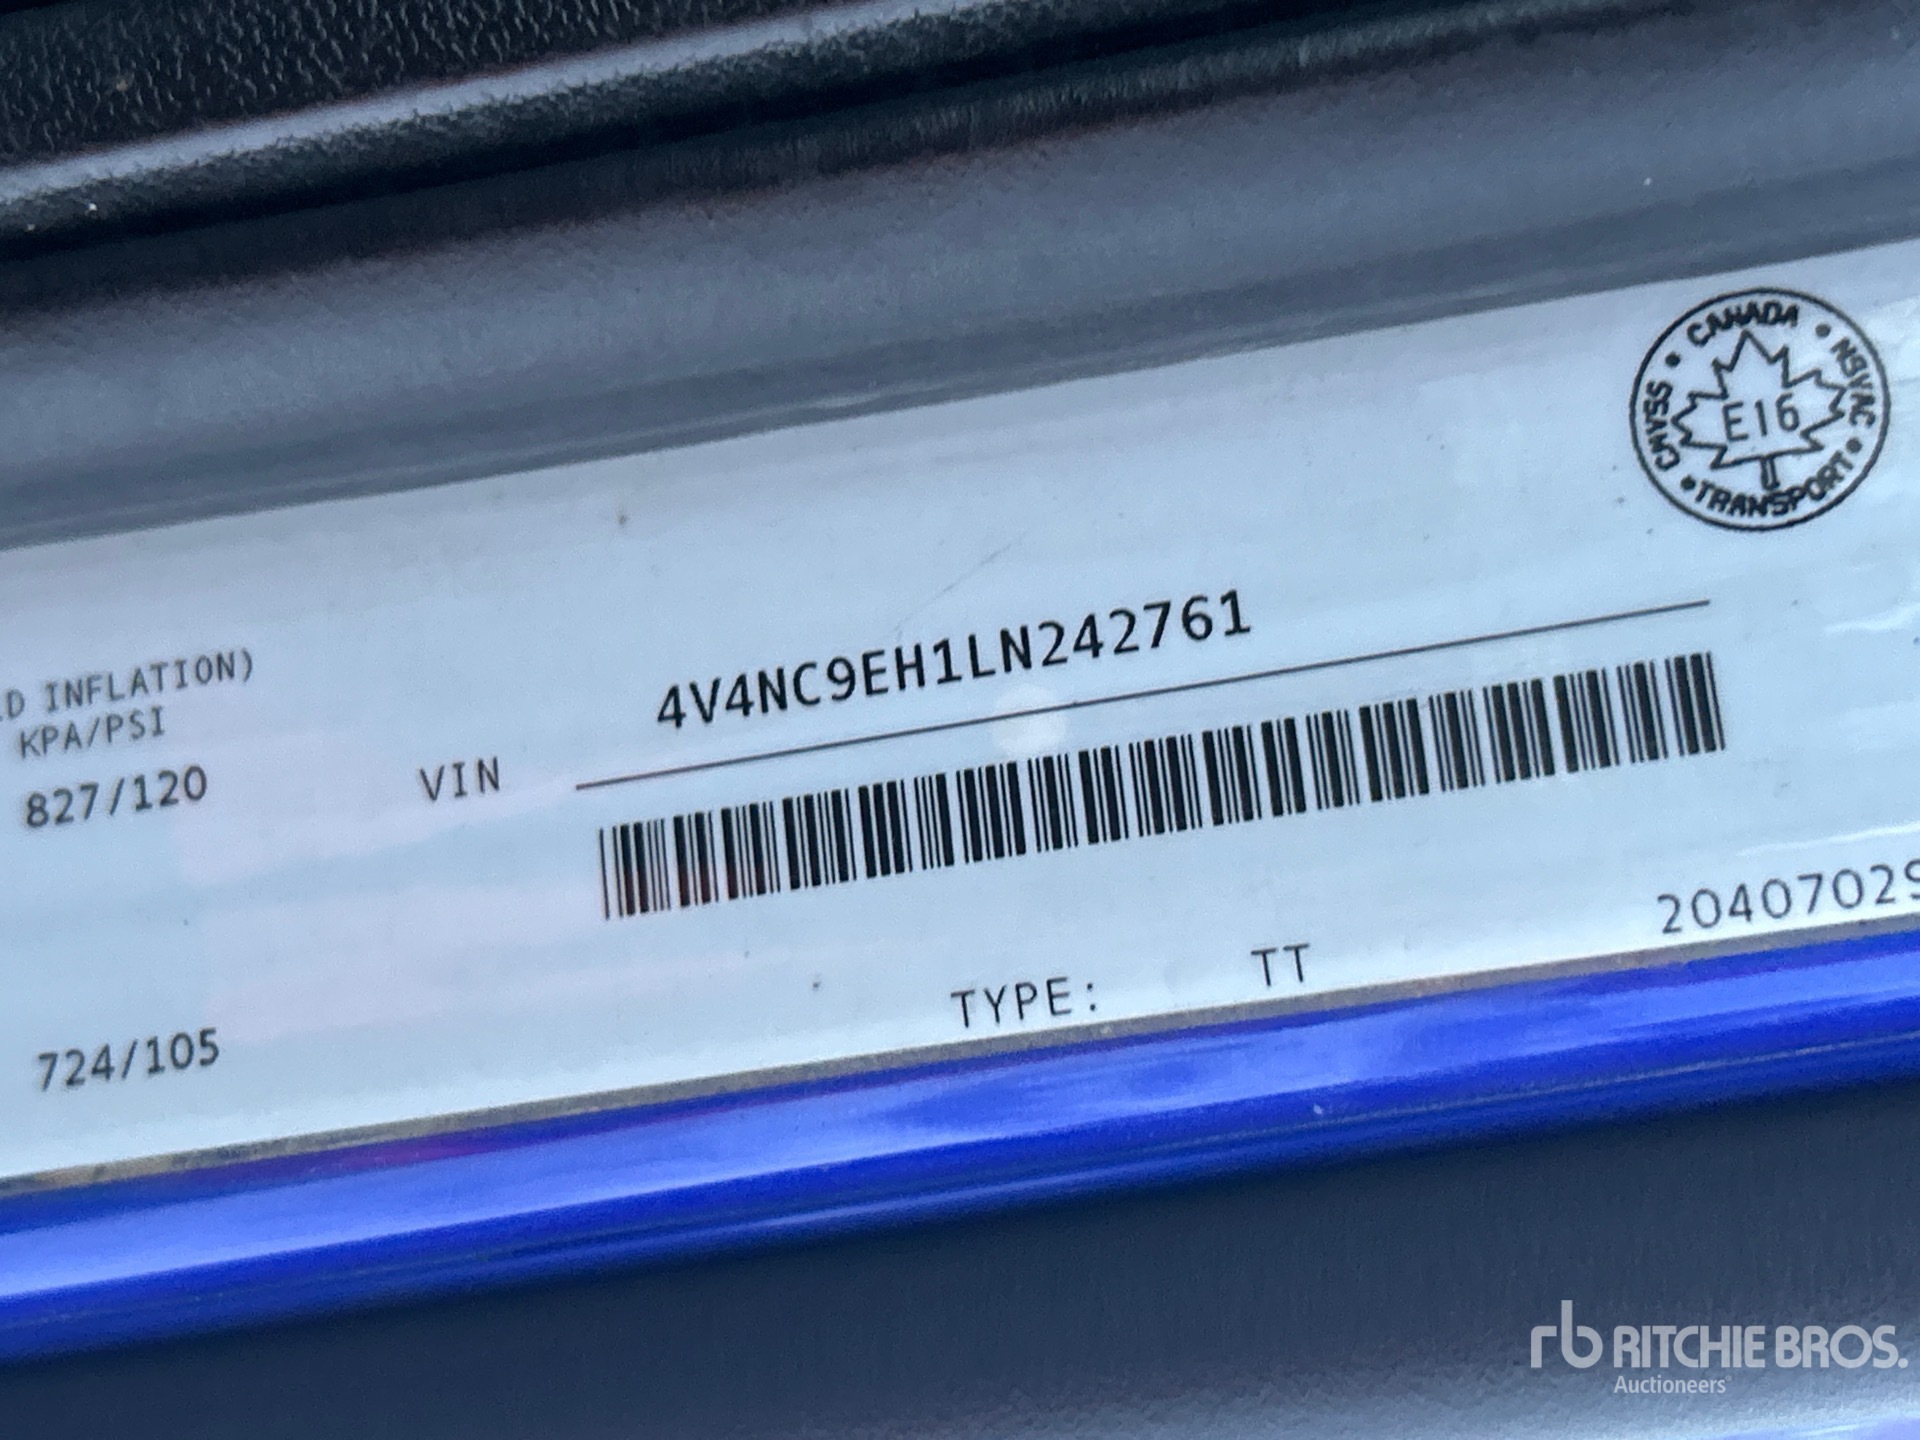 CANADA • NSVAC • TRANSPORT • CMVSS •
E16
4V4NC9EH1LN242761
INFLATION)
KPA/PSI
827/120
VIN
2040702
TYPE: TT
724/105
rb RITCHIE BROS.
Auctioneers